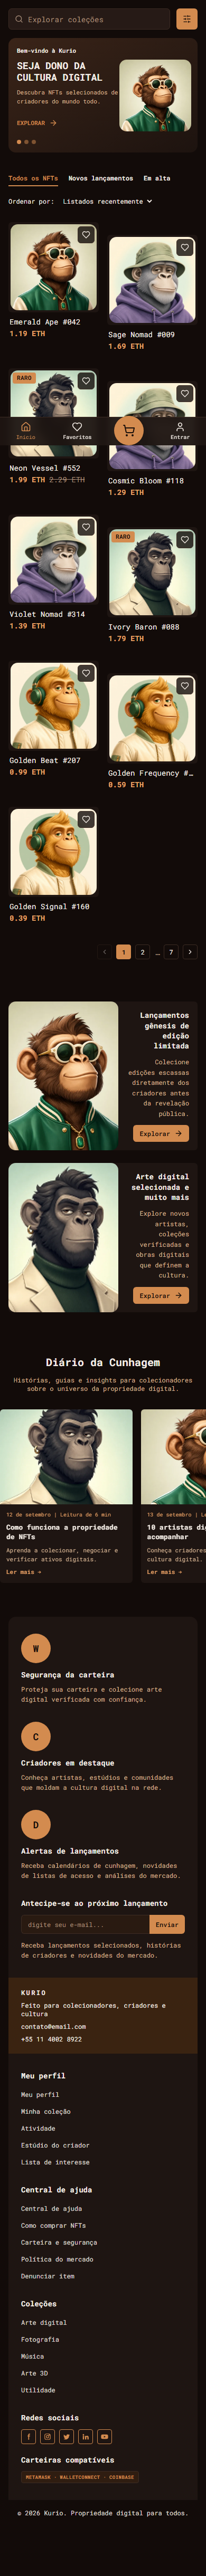 Explorar coleções
Bem-vindo à Kurio
SEJA DONO DA
CULTURA DIGITAL
Descubra NFTs selecionados de
criadores do mundo todo.
EXPLORAR →
Todos os NFTs
Novos lançamentos
Em alta
Ordenar por:
Listados recentemente
Emerald Ape #042
1.19 ETH
Sage Nomad #009
1.69 ETH
RARO
Neon Vessel #552
1.99 ETH 2.29 ETH
Cosmic Bloom #118
1.29 ETH
Início
Favoritos
Entrar
Violet Nomad #314
1.39 ETH
RARO
Ivory Baron #088
1.79 ETH
Golden Beat #207
0.99 ETH
Golden Frequency #…
0.59 ETH
Golden Signal #160
0.39 ETH
‹ 1 2 … 7 ›
Lançamentos
gênesis de
edição
limitada
Colecione
edições escassas
diretamente dos
criadores antes
da revelação
pública.
Explorar →
Arte digital
selecionada e
muito mais
Explore novos
artistas,
coleções
verificadas e
obras digitais
que definem a
cultura.
Explorar →
Diário da Cunhagem
Histórias, guias e insights para colecionadores
sobre o universo da propriedade digital.
12 de setembro | Leitura de 6 min
Como funciona a propriedade
de NFTs
Aprenda a colecionar, negociar e
verificar ativos digitais.
Ler mais →
13 de setembro | Le
10 artistas dig
acompanhar
Conheça criadores
cultura digital.
Ler mais →
W
Segurança da carteira
Proteja sua carteira e colecione arte
digital verificada com confiança.
C
Criadores em destaque
Conheça artistas, estúdios e comunidades
que moldam a cultura digital na rede.
D
Alertas de lançamentos
Receba calendários de cunhagem, novidades
de listas de acesso e análises do mercado.
Antecipe-se ao próximo lançamento
digite seu e-mail...
Enviar
Receba lançamentos selecionados, histórias
de criadores e novidades do mercado.
KURIO
Feito para colecionadores, criadores e
cultura
contato@email.com
+55 11 4002 8922
Meu perfil
Meu perfil
Minha coleção
Atividade
Estúdio do criador
Lista de interesse
Central de ajuda
Central de ajuda
Como comprar NFTs
Carteira e segurança
Política do mercado
Denunciar item
Coleções
Arte digital
Fotografia
Música
Arte 3D
Utilidade
Redes sociais
Carteiras compatíveis
METAMASK · WALLETCONNECT · COINBASE
© 2026 Kurio. Propriedade digital para todos.